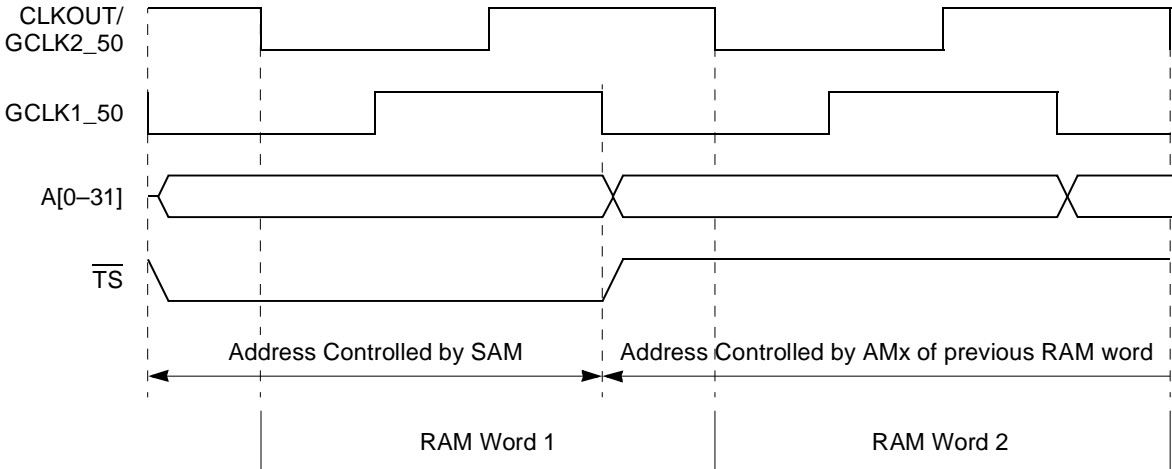 CLKOUT/
GCLK2_50
GCLK1_50
A[0–31]
TS
Address Controlled by SAM
Address Controlled by AMx of previous RAM word
RAM Word 1
RAM Word 2